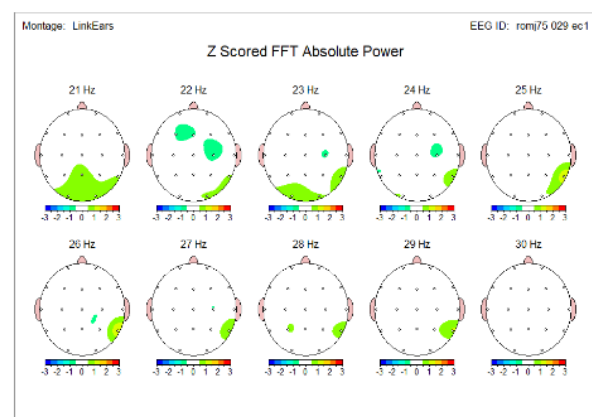 Montage: LinkEars EEG ID: romj75 029 ec1
Z Scored FFT Absolute Power
21 Hz 22 Hz 23 Hz 24 Hz 25 Hz
-3 -2 -1 0 1 2 3 -3 -2 -1 0 1 2 3 -3 -2 -1 0 1 2 3 -3 -2 -1 0 1 2 3 -3 -2 -1 0 1 2 3
26 Hz 27 Hz 28 Hz 29 Hz 30 Hz
-3 -2 -1 0 1 2 3 -3 -2 -1 0 1 2 3 -3 -2 -1 0 1 2 3 -3 -2 -1 0 1 2 3 -3 -2 -1 0 1 2 3